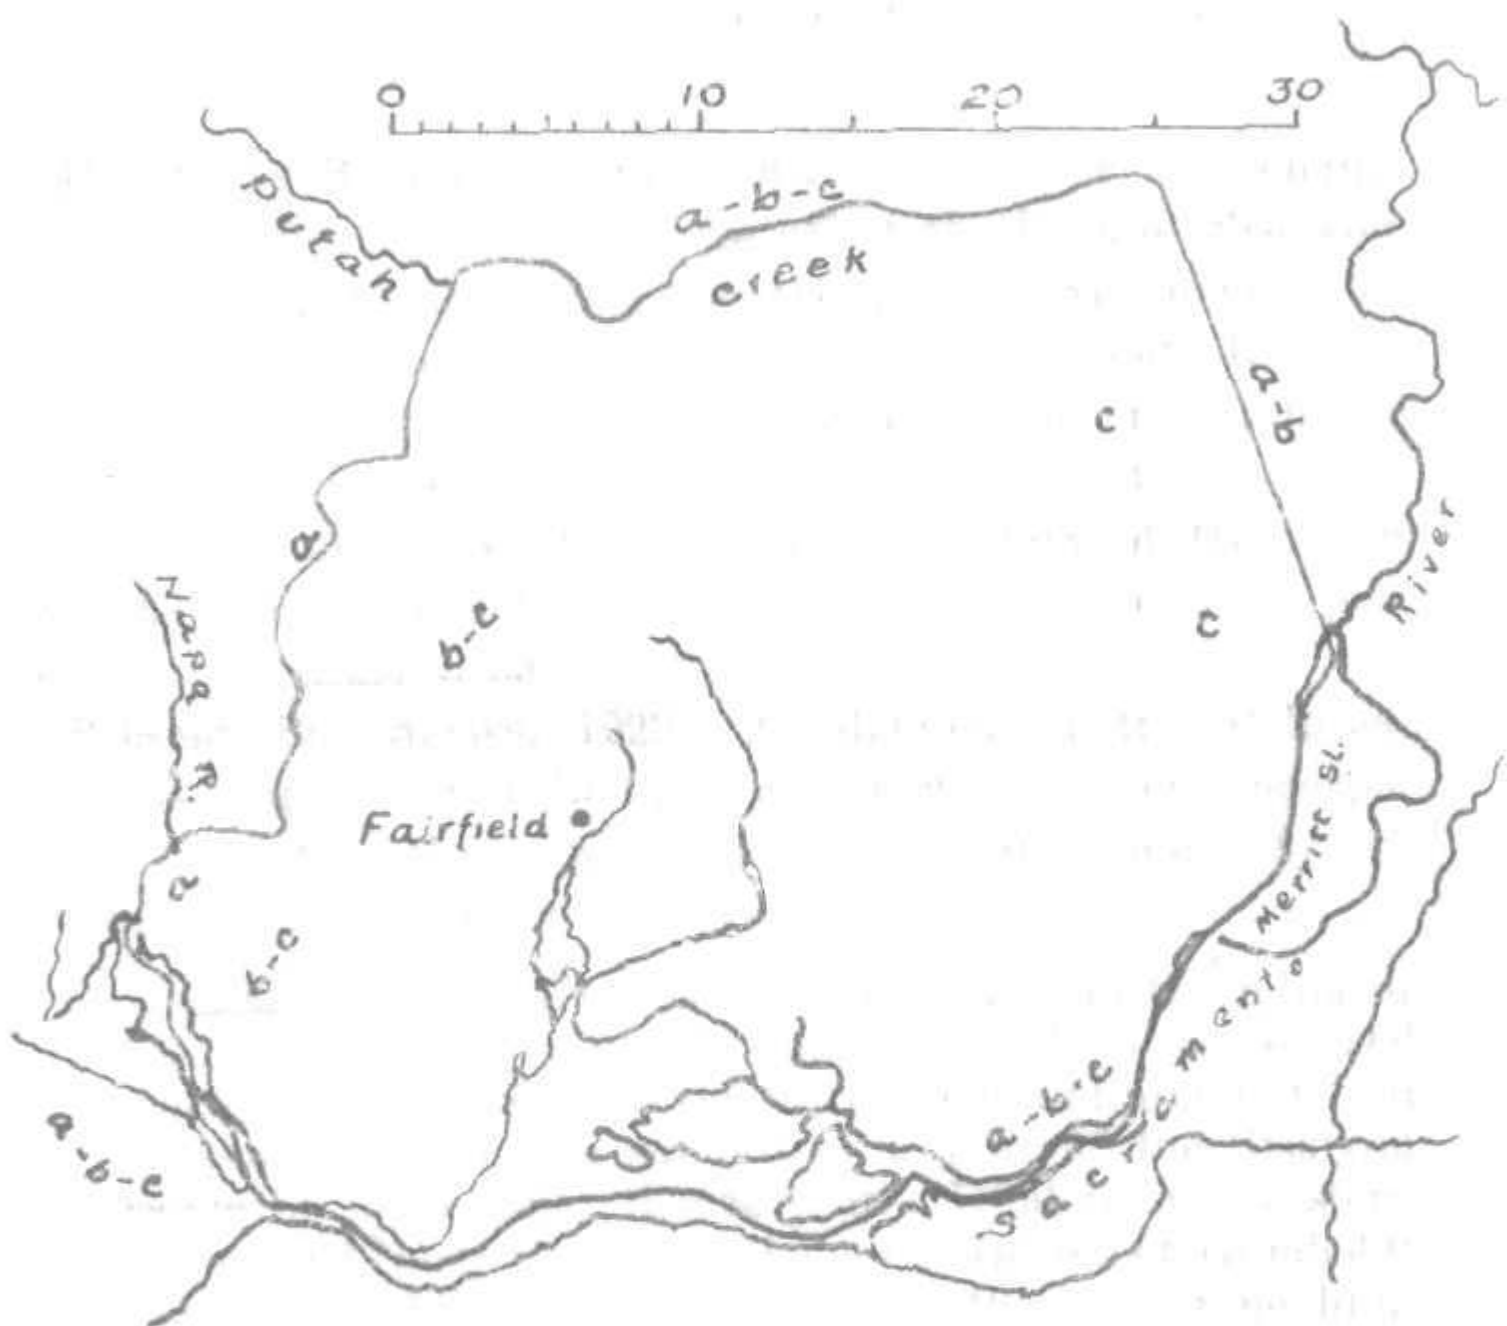 0 10 20 30
Putah
a-b-c
Creek
a-b
c
River
a
Napa R.
b-c
c
Merritt SL.
Fairfield
a
b-c
a-b-c
a-b-c
Sacramento